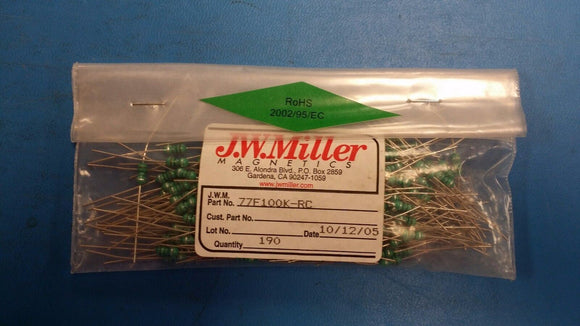 RoHS
2002/95/EC
J.W.Miller
MAGNETICS
306 E. Alondra Blvd., P.O. Box 2859
Gardena, CA 90247-1059
www.jwmiller.com
J.W.M.
Part No. 77F100K-RC
Cust. Part No.
Lot No. Date 10/12/05
Quantity 190